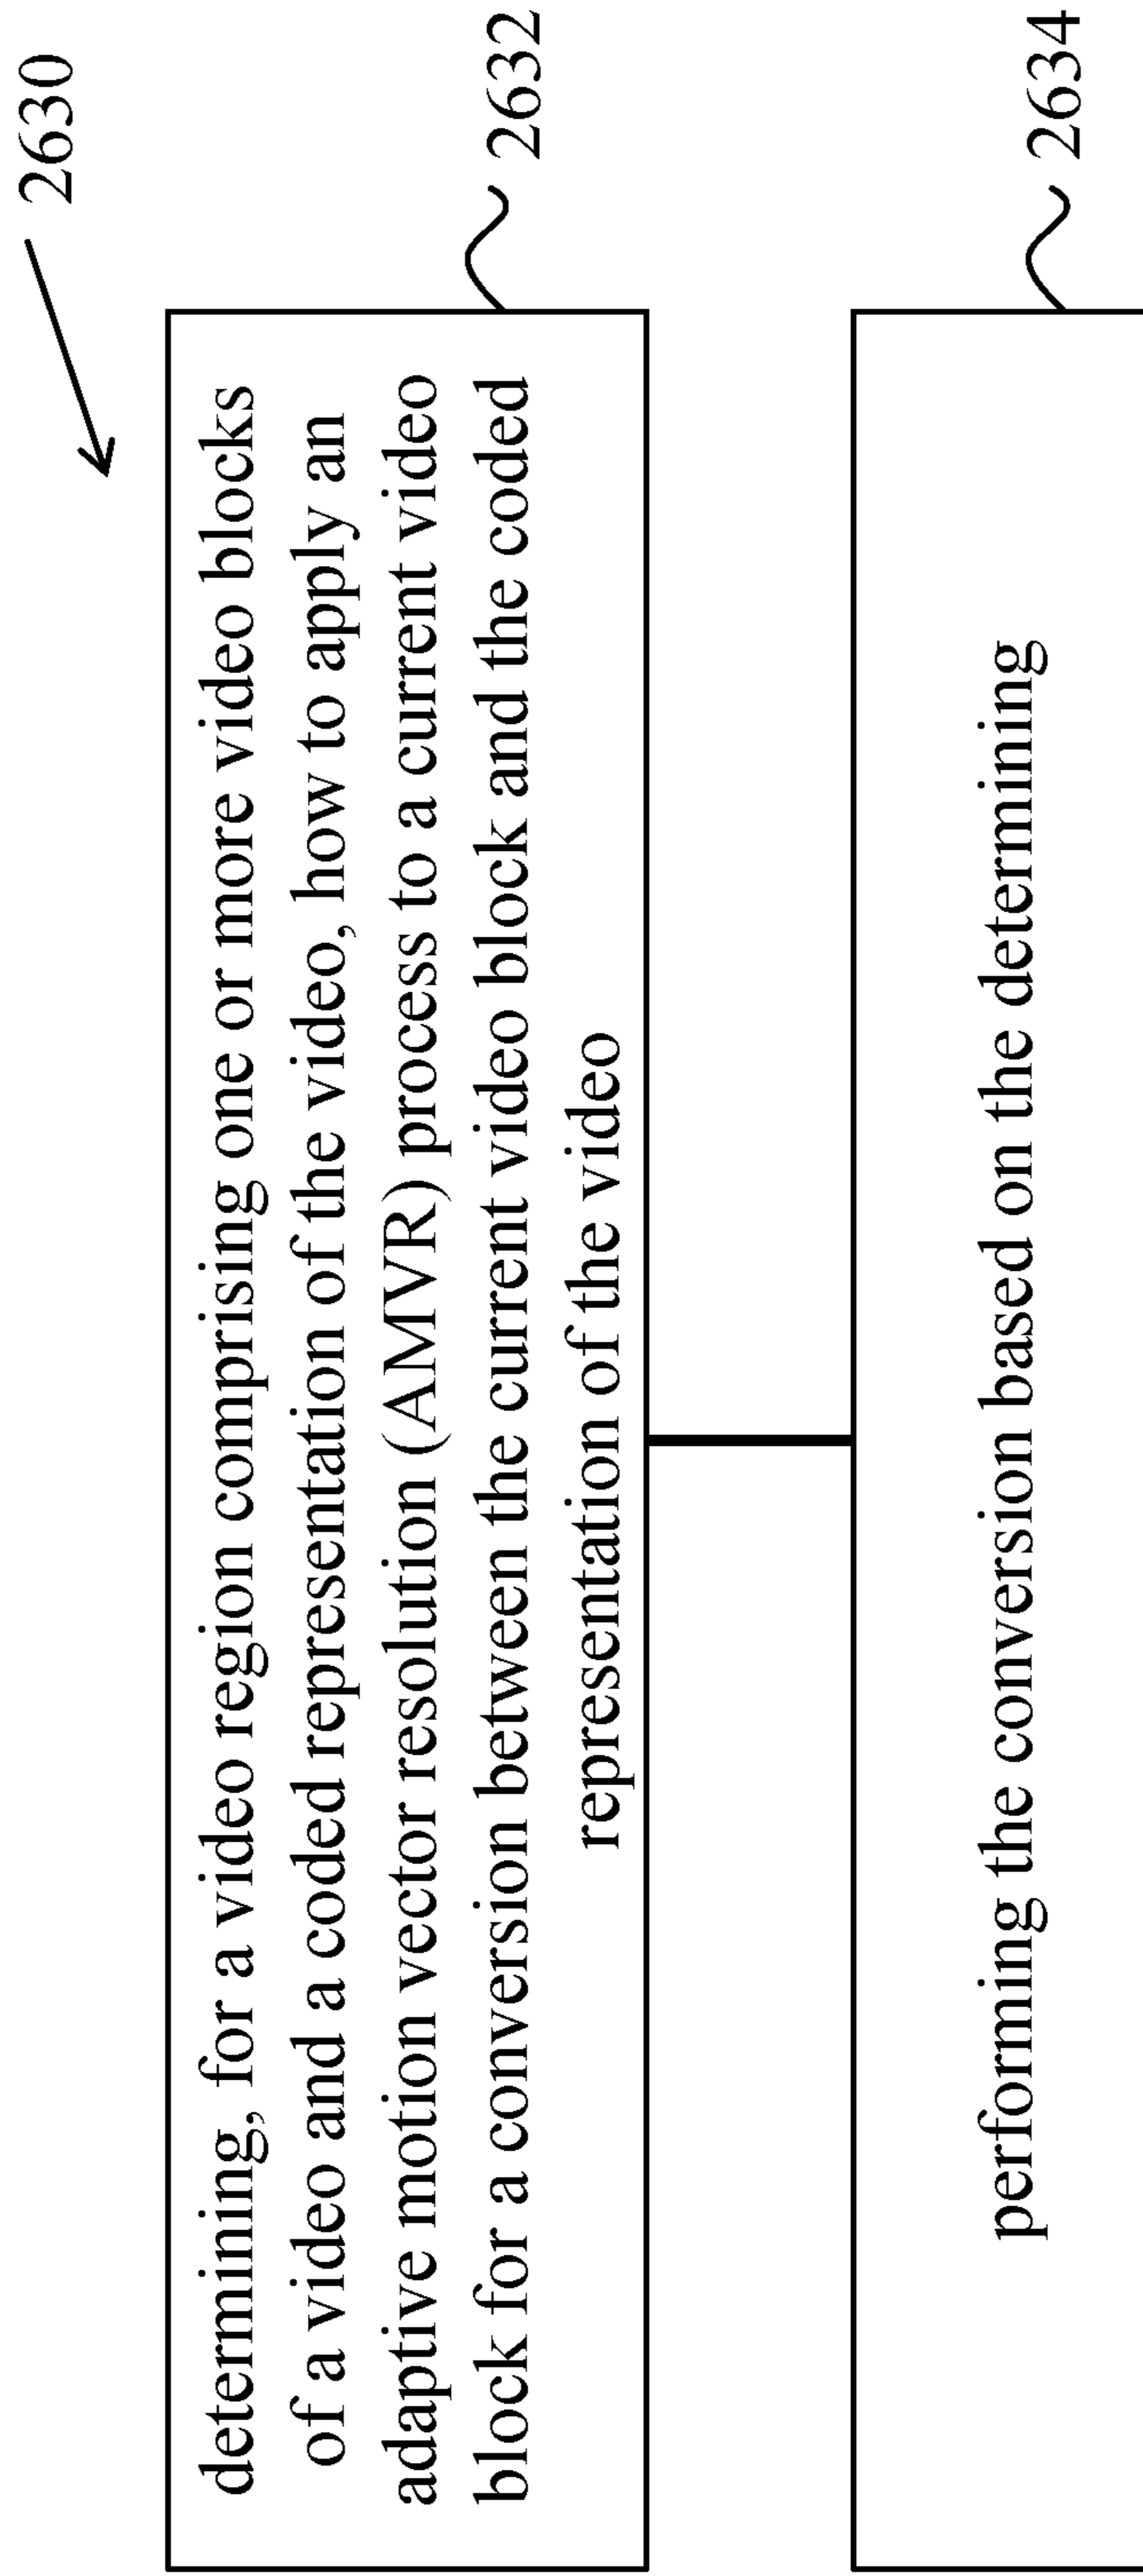 2630
determining, for a video region comprising one or more video blocks
of a video and a coded representation of the video, how to apply an
adaptive motion vector resolution (AMVR) process to a current video
block for a conversion between the current video block and the coded
representation of the video
2632
performing the conversion based on the determining
2634